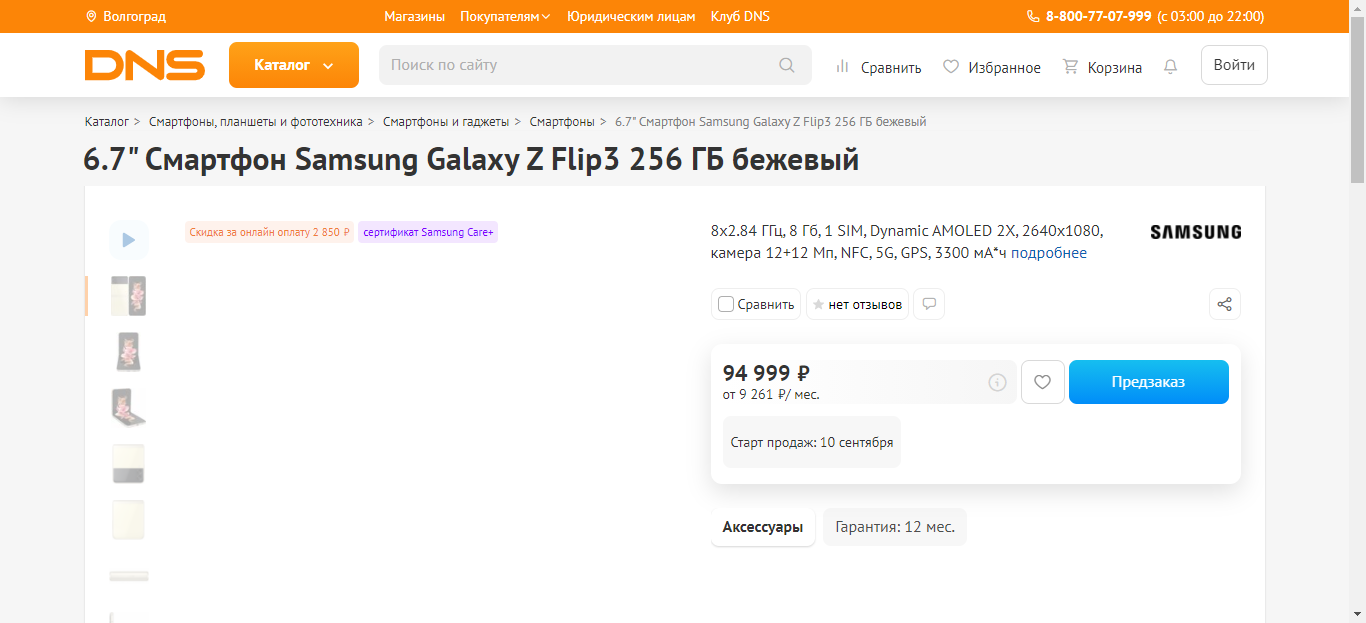 Волгоград
Магазины Покупателям Юридическим лицам Клуб DNS
8-800-77-07-999 (с 03:00 до 22:00)
DNS
Каталог
Поиск по сайту
Сравнить
Избранное
Корзина
Войти
Каталог > Смартфоны, планшеты и фототехника > Смартфоны и гаджеты > Смартфоны > 6.7" Смартфон Samsung Galaxy Z Flip3 256 ГБ бежевый
6.7" Смартфон Samsung Galaxy Z Flip3 256 ГБ бежевый
Скидка за онлайн оплату 2 850 ₽
сертификат Samsung Care+
8x2.84 ГГц, 8 Гб, 1 SIM, Dynamic AMOLED 2X, 2640x1080,
камера 12+12 Мп, NFC, 5G, GPS, 3300 мА*ч подробнее
SAMSUNG
Сравнить
нет отзывов
94 999 ₽
от 9 261 ₽/ мес.
Предзаказ
Старт продаж: 10 сентября
Аксессуары
Гарантия: 12 мес.